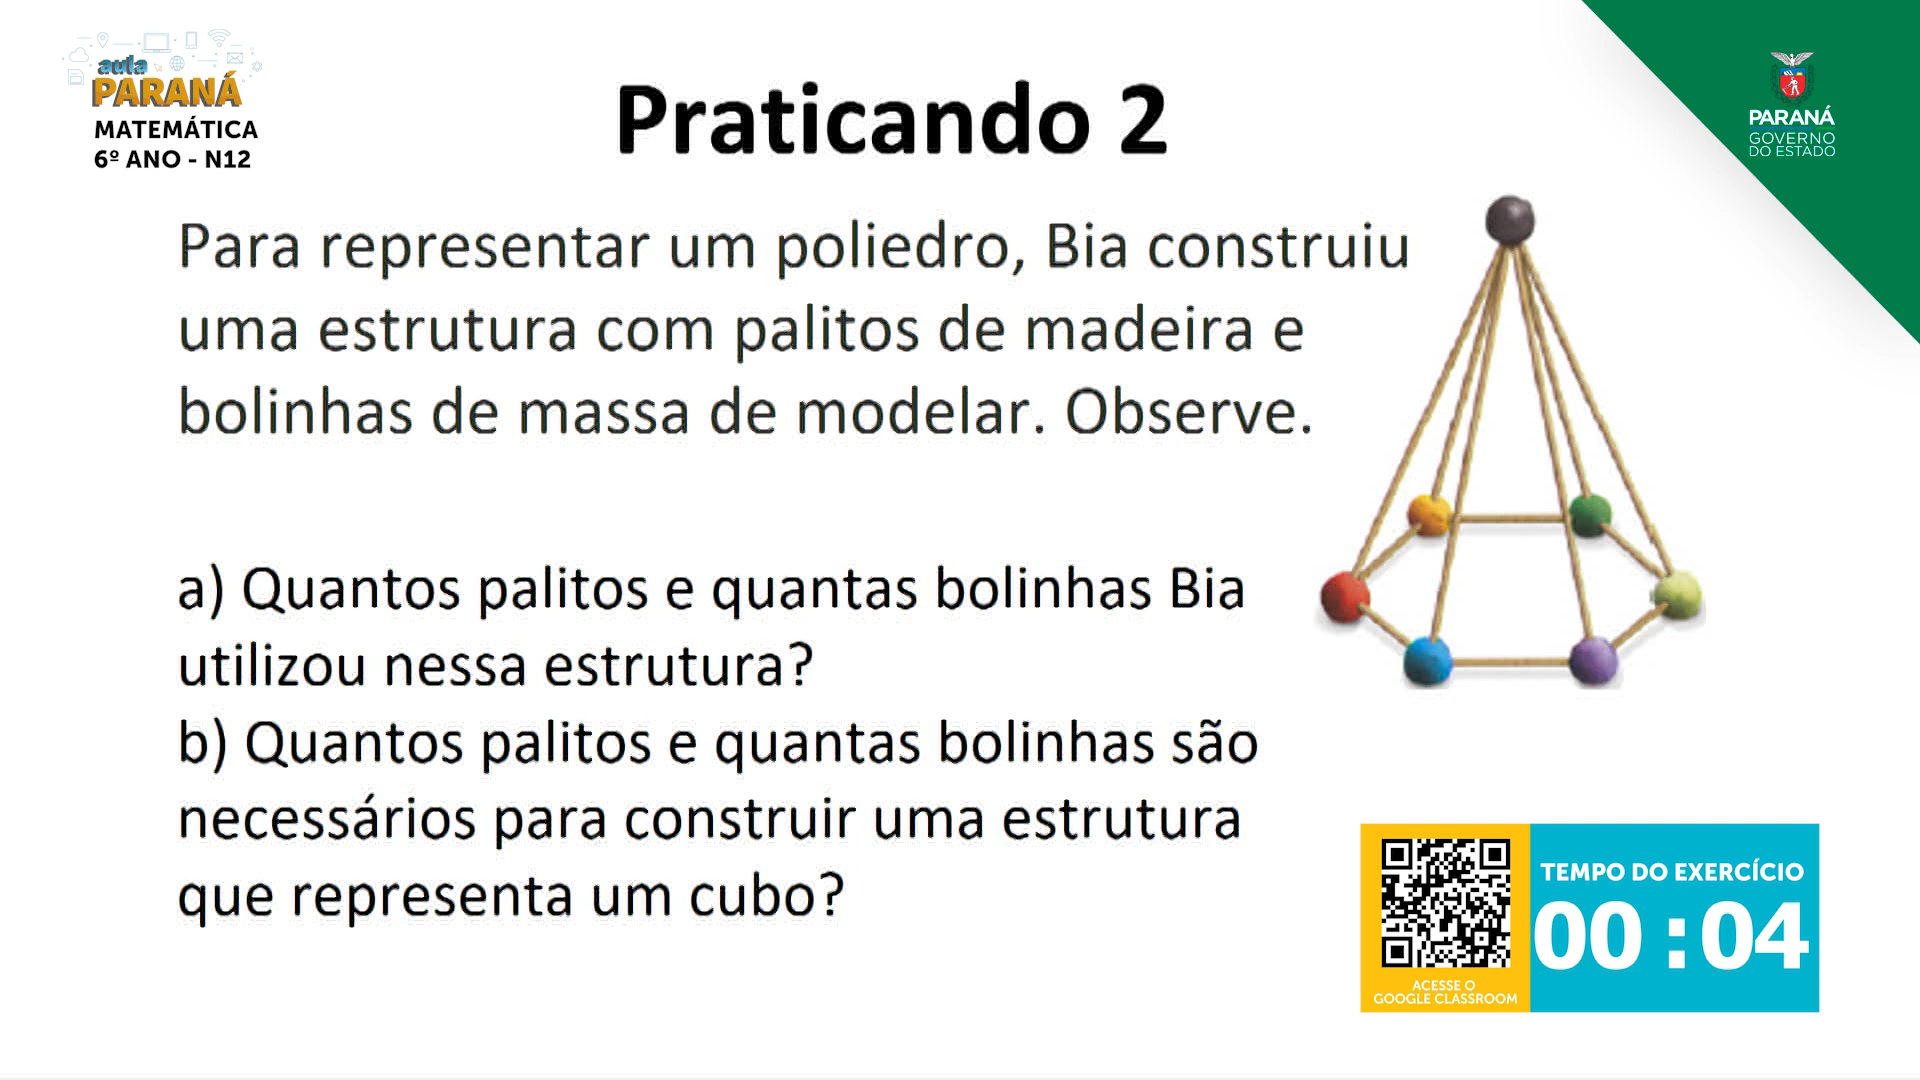 aula
PARANÁ
MATEMÁTICA
6º ANO - N12
Praticando 2
PARANÁ
GOVERNO
DO ESTADO
Para representar um poliedro, Bia construiu
uma estrutura com palitos de madeira e
bolinhas de massa de modelar. Observe.
a) Quantos palitos e quantas bolinhas Bia
utilizou nessa estrutura?
b) Quantos palitos e quantas bolinhas são
necessários para construir uma estrutura
que representa um cubo?
TEMPO DO EXERCÍCIO
00 : 04
ACESSE O
GOOGLE CLASSROOM